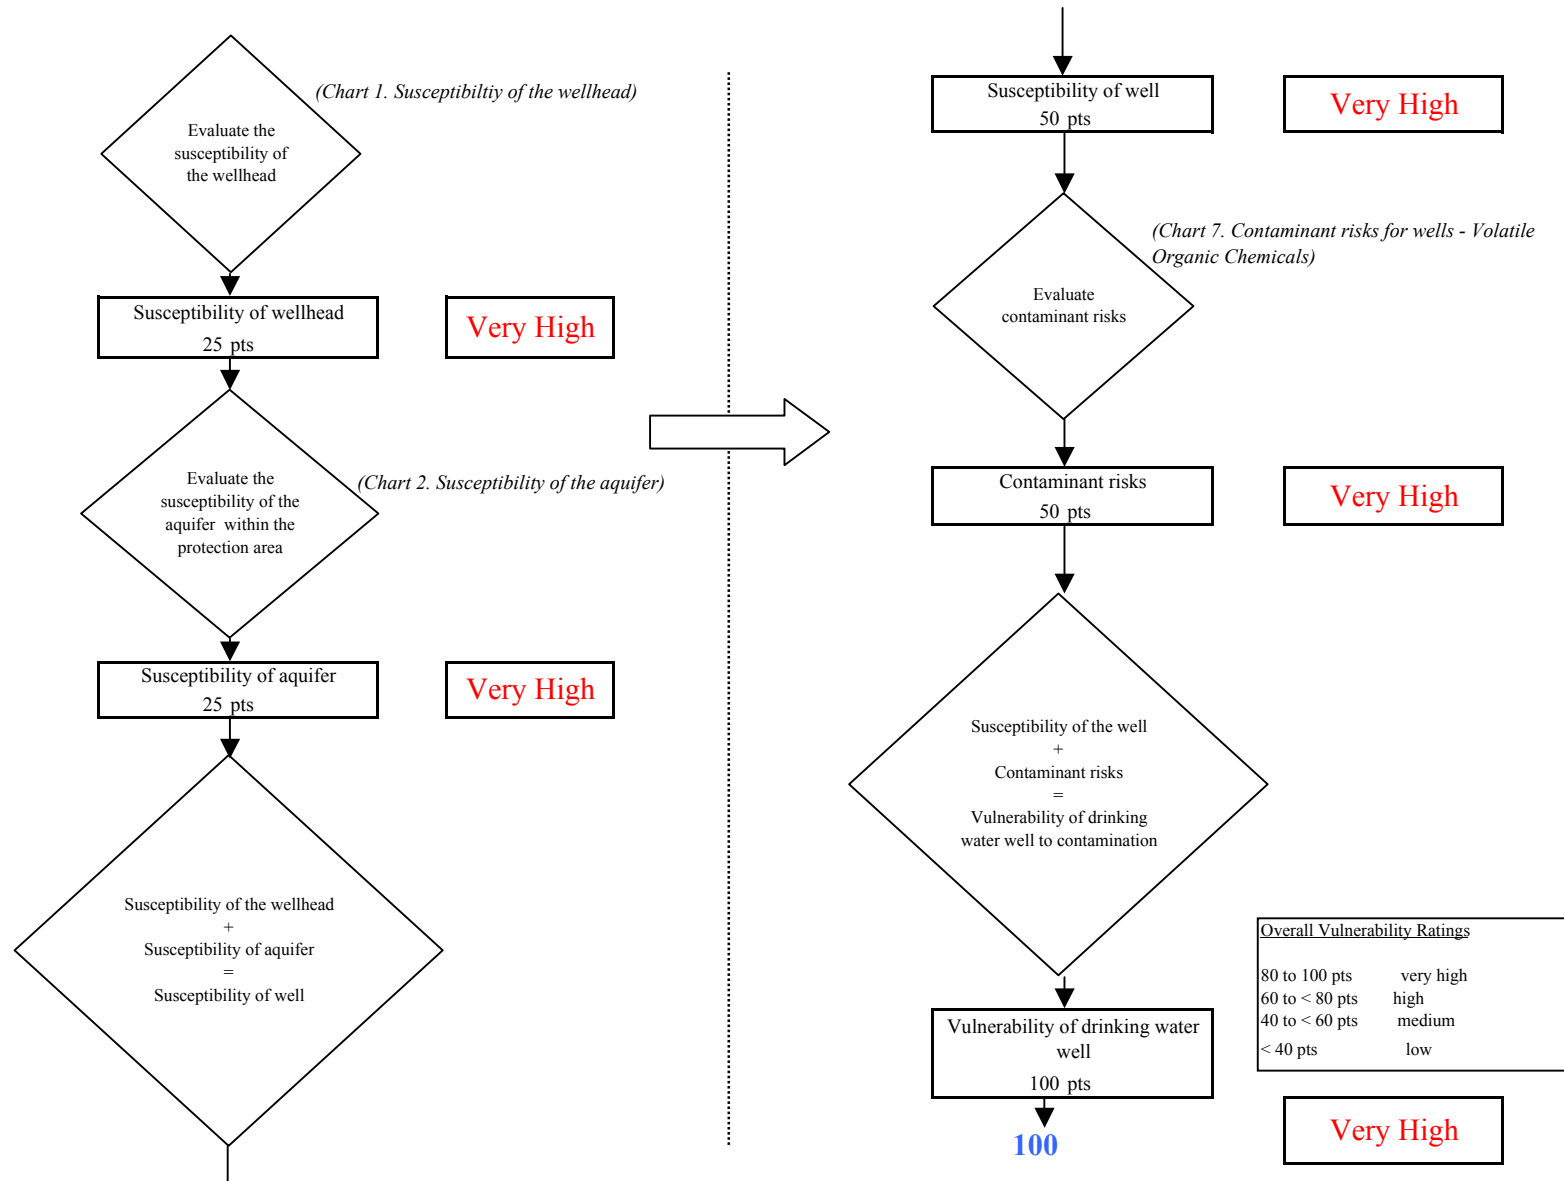 (Chart 1. Susceptibiltiy of the wellhead)
Evaluate the
susceptibility of
the wellhead
Susceptibility of wellhead
25 pts
Very High
Evaluate the
susceptibility of the
aquifer within the
protection area
(Chart 2. Susceptibility of the aquifer)
Susceptibility of aquifer
25 pts
Very High
Susceptibility of the wellhead
+
Susceptibility of aquifer
=
Susceptibility of well
Susceptibility of well
50 pts
Very High
(Chart 7. Contaminant risks for wells - Volatile
Organic Chemicals)
Evaluate
contaminant risks
Contaminant risks
50 pts
Very High
Susceptibility of the well
+
Contaminant risks
=
Vulnerability of drinking
water well to contamination
Overall Vulnerability Ratings
80 to 100 pts very high
60 to < 80 pts high
40 to < 60 pts medium
< 40 pts low
Vulnerability of drinking water
well
100 pts
100
Very High